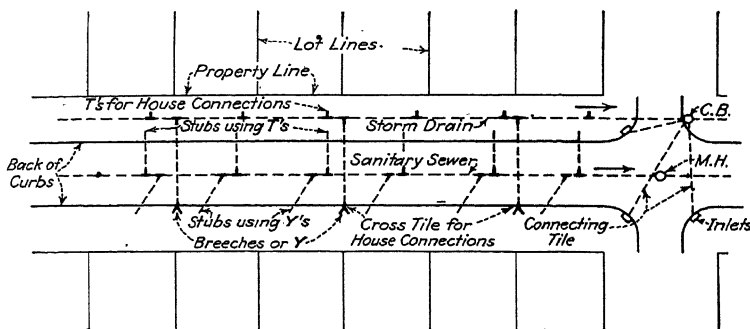 Lot Lines
Property Line
T's for House Connections
C.B.
Stubs using T's
Storm Drain
Back of
Curbs
Sanitary Sewer
M.H.
Stubs using Y's
Breeches or Y
Cross Tile for
House Connections
Connecting
Tile
Inlets